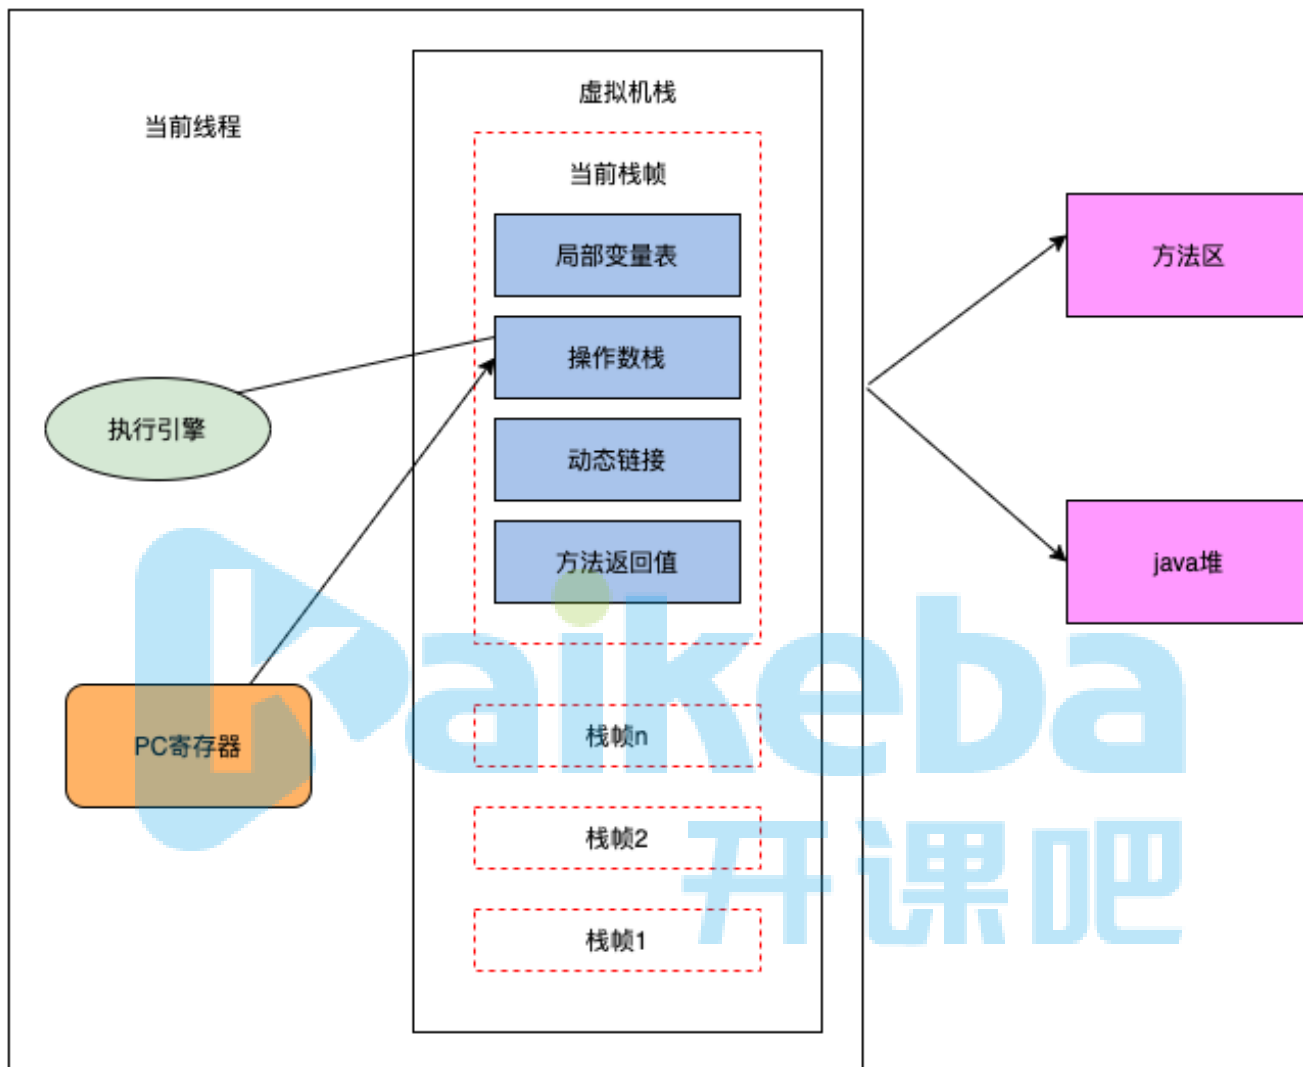 虚拟机栈
当前线程
当前栈帧
局部变量表
方法区
操作数栈
执行引擎
动态链接
方法返回值
java堆
kaikeba
PC寄存器
栈帧n
栈帧2
开课吧
栈帧1